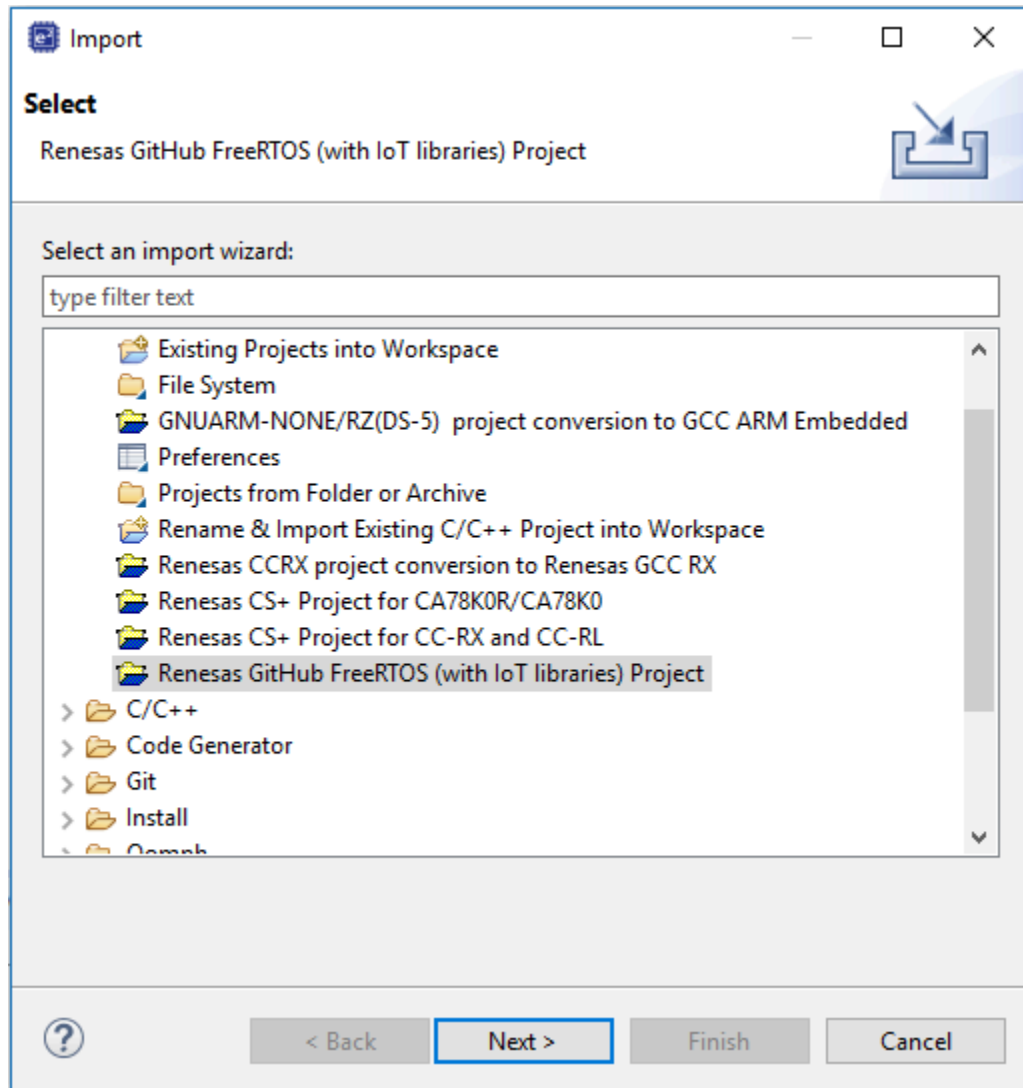 Import
Select
Renesas GitHub FreeRTOS (with IoT libraries) Project
Select an import wizard:
type filter text
Existing Projects into Workspace
File System
GNUARM-NONE/RZ(DS-5)  project conversion to GCC ARM Embedded
Preferences
Projects from Folder or Archive
Rename & Import Existing C/C++ Project into Workspace
Renesas CCRX project conversion to Renesas GCC RX
Renesas CS+ Project for CA78K0R/CA78K0
Renesas CS+ Project for CC-RX and CC-RL
Renesas GitHub FreeRTOS (with IoT libraries) Project
C/C++
Code Generator
Git
Install
Oomph
< Back Next > Finish Cancel